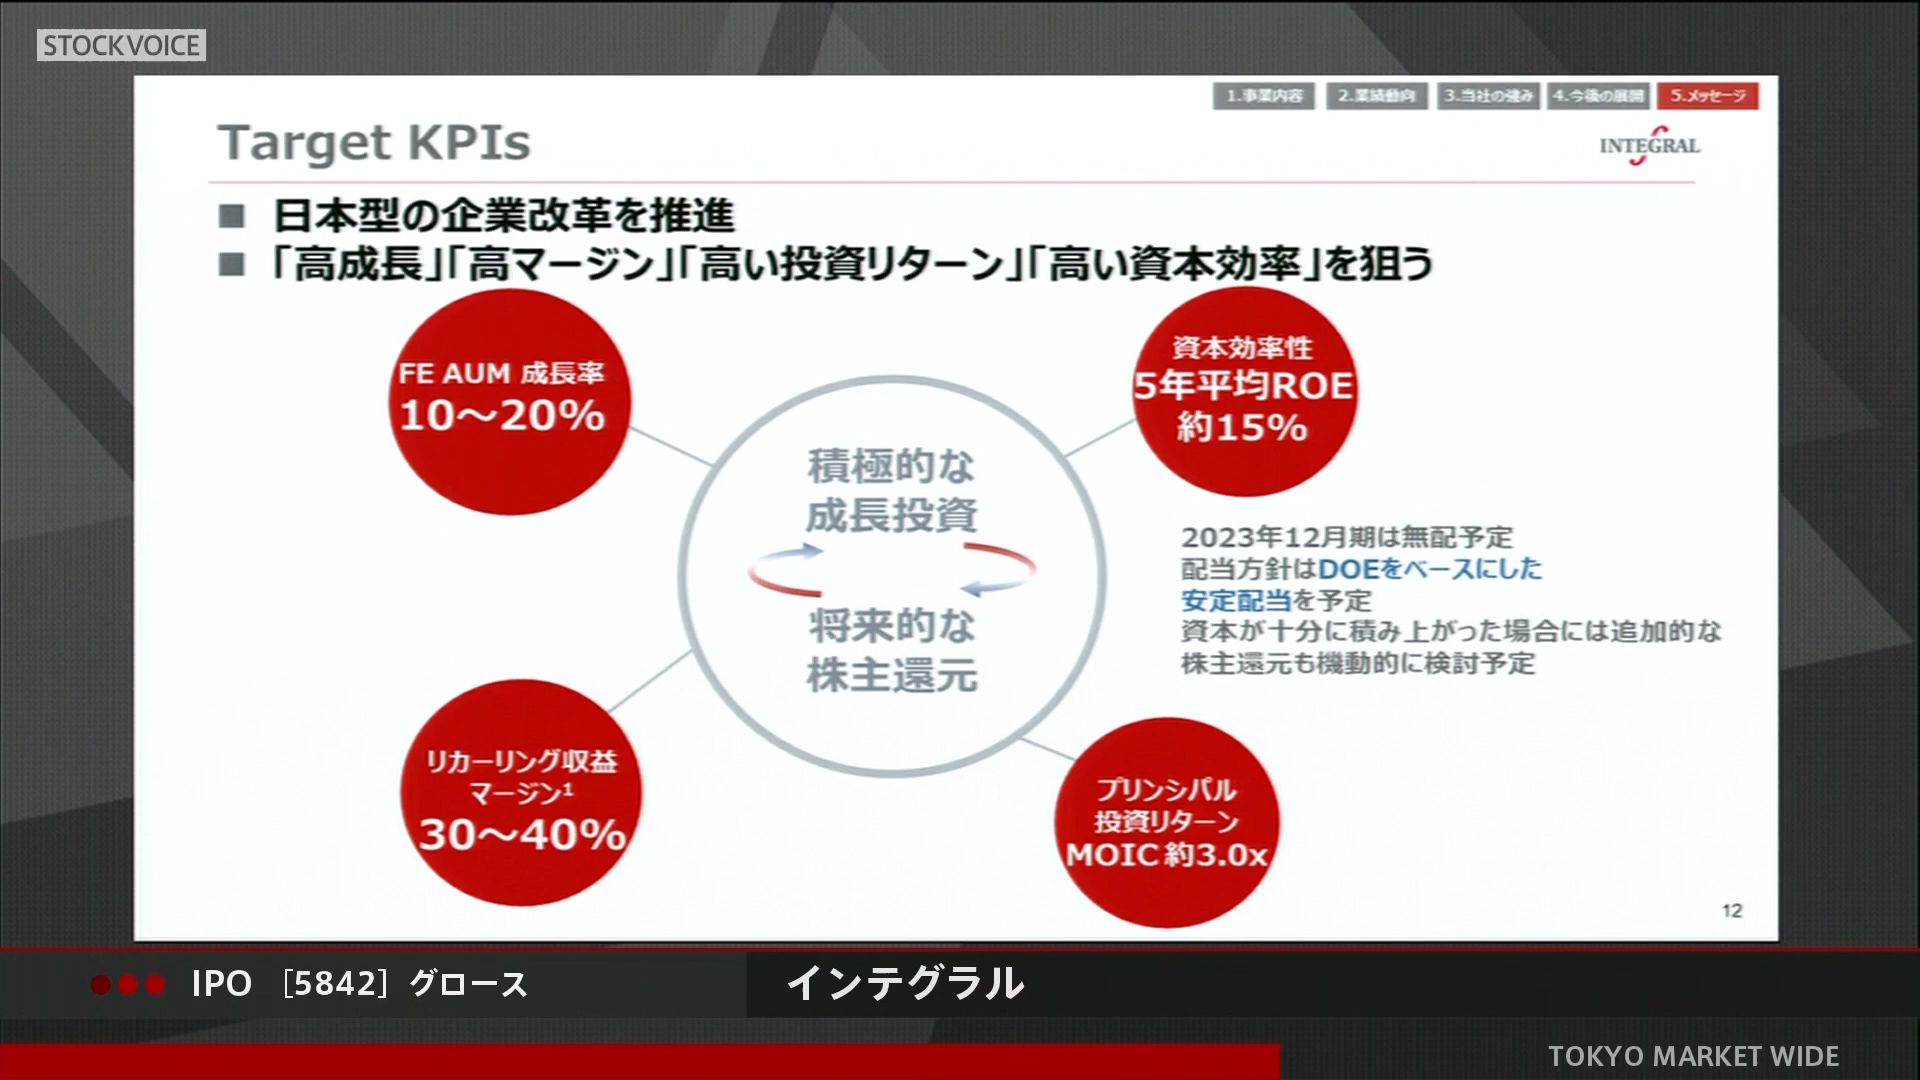 STOCKVOICE
1.事業内容
2.業績動向
3.当社の強み
4.今後の展開
5.メッセージ
Target KPIs
INTEGRAL
■ 日本型の企業改革を推進
■ 「高成長」「高マージン」「高い投資リターン」「高い資本効率」を狙う
FE AUM 成長率
10～20%
資本効率性
5年平均ROE
約15%
積極的な
成長投資
将来的な
株主還元
2023年12月期は無配予定
配当方針はDOEをベースにした
安定配当を予定
資本が十分に積み上がった場合には追加的な
株主還元も機動的に検討予定
リカーリング収益
マージン¹
30～40%
プリンシパル
投資リターン
MOIC 約3.0x
12
IPO ［5842］グロース
インテグラル
TOKYO MARKET WIDE